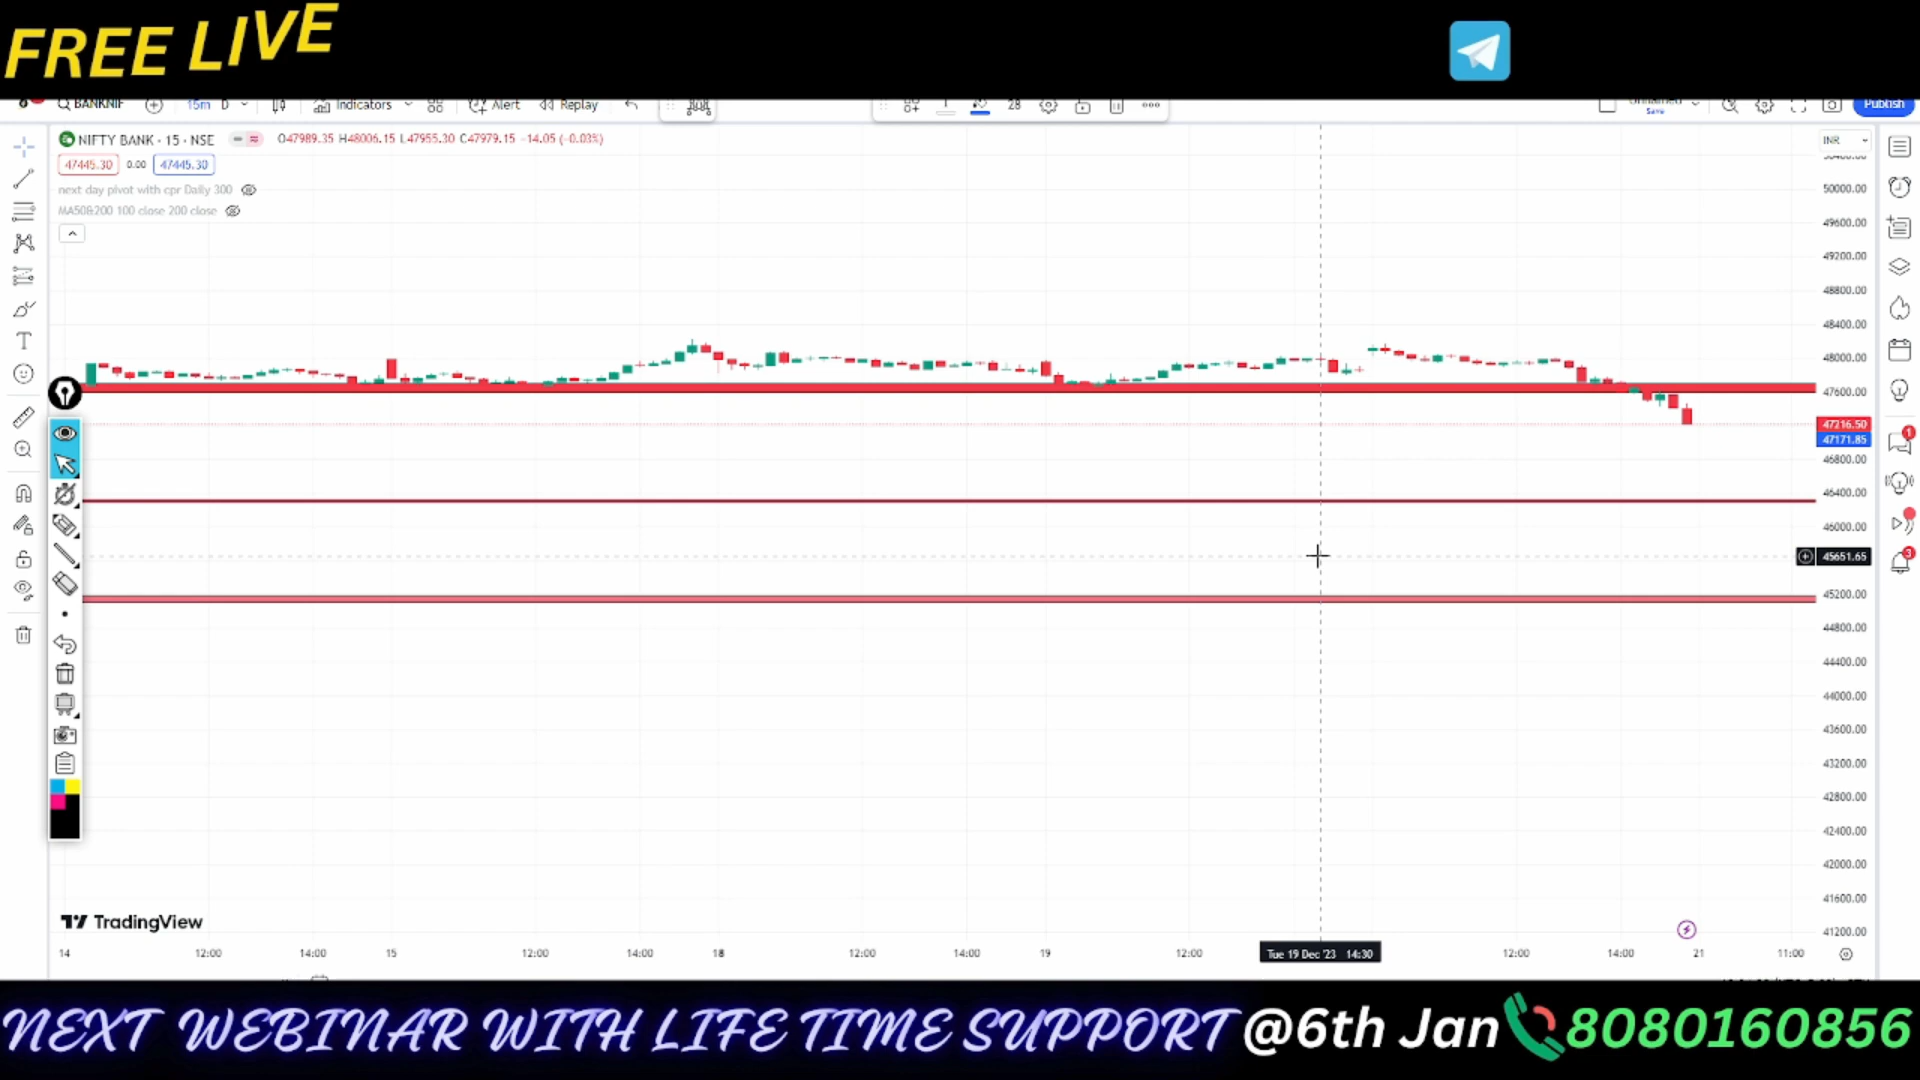 FREE LIVE
BANKNIF 15m D Indicators Alert Replay 28 Save Publish
NIFTY BANK · 15 · NSE O47989.35 H48006.15 L47955.30 C47979.15 -14.05 (-0.03%) INR
47445.30 0.00 47445.30
next day pivot with cpr Daily 300
MA50&200 100 close 200 close
50000.00
49600.00
49200.00
48800.00
48400.00
48000.00
47600.00
47216.50
47171.85
46800.00
46400.00
46000.00
45651.65
45200.00
44800.00
44400.00
44000.00
43600.00
43200.00
42800.00
42400.00
42000.00
41600.00
41200.00
1
3
TradingView
14 12:00 14:00 15 12:00 14:00 18 12:00 14:00 19 12:00 Tue 19 Dec '23 14:30 12:00 14:00 21 11:00
NEXT WEBINAR WITH LIFE TIME SUPPORT @6th Jan 8080160856